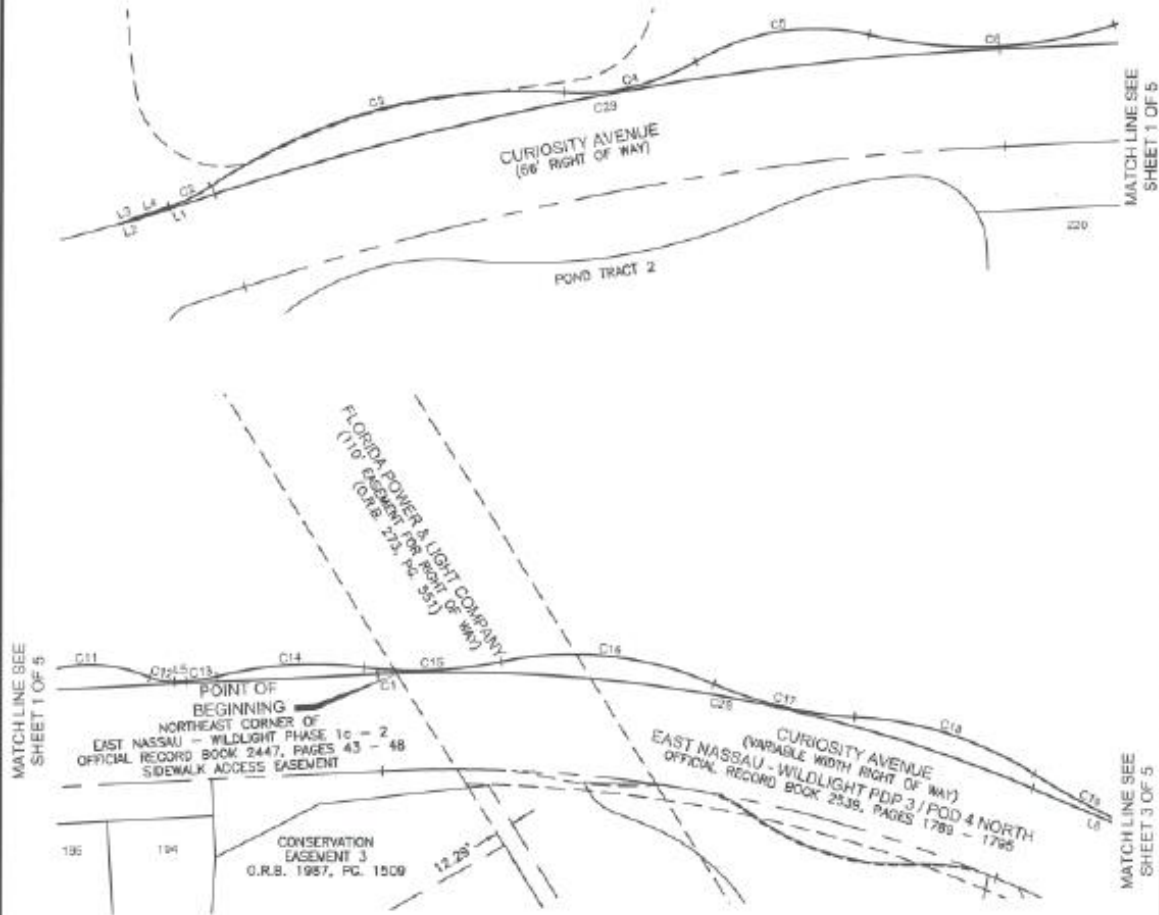 C5
C6
C4
C3
C29
CURIOSITY AVENUE
(66' RIGHT OF WAY)
C2
L3
L4
L2
L1
MATCH LINE SEE
SHEET 1 OF 5
220
POND TRACT 2
FLORIDA POWER & LIGHT COMPANY
(110' EASEMENT FOR RIGHT OF WAY)
(O.R.B. 273, PG. 551)
MATCH LINE SEE
SHEET 1 OF 5
C11
C12
L5
C13
C14
C15
C16
C1
C28
C17
C18
C19
L6
POINT OF
BEGINNING
NORTHEAST CORNER OF
EAST NASSAU - WILDLIGHT PHASE 1c - 2
OFFICIAL RECORD BOOK 2447, PAGES 43 - 48
SIDEWALK ACCESS EASEMENT
CURIOSITY AVENUE
(VARIABLE WIDTH RIGHT OF WAY)
EAST NASSAU - WILDLIGHT PDP 3 / POD 4 NORTH
OFFICIAL RECORD BOOK 2539, PAGES 1789 - 1795
195
194
CONSERVATION
EASEMENT 3
O.R.B. 1987, PG. 1509
12.29'
MATCH LINE SEE
SHEET 3 OF 5